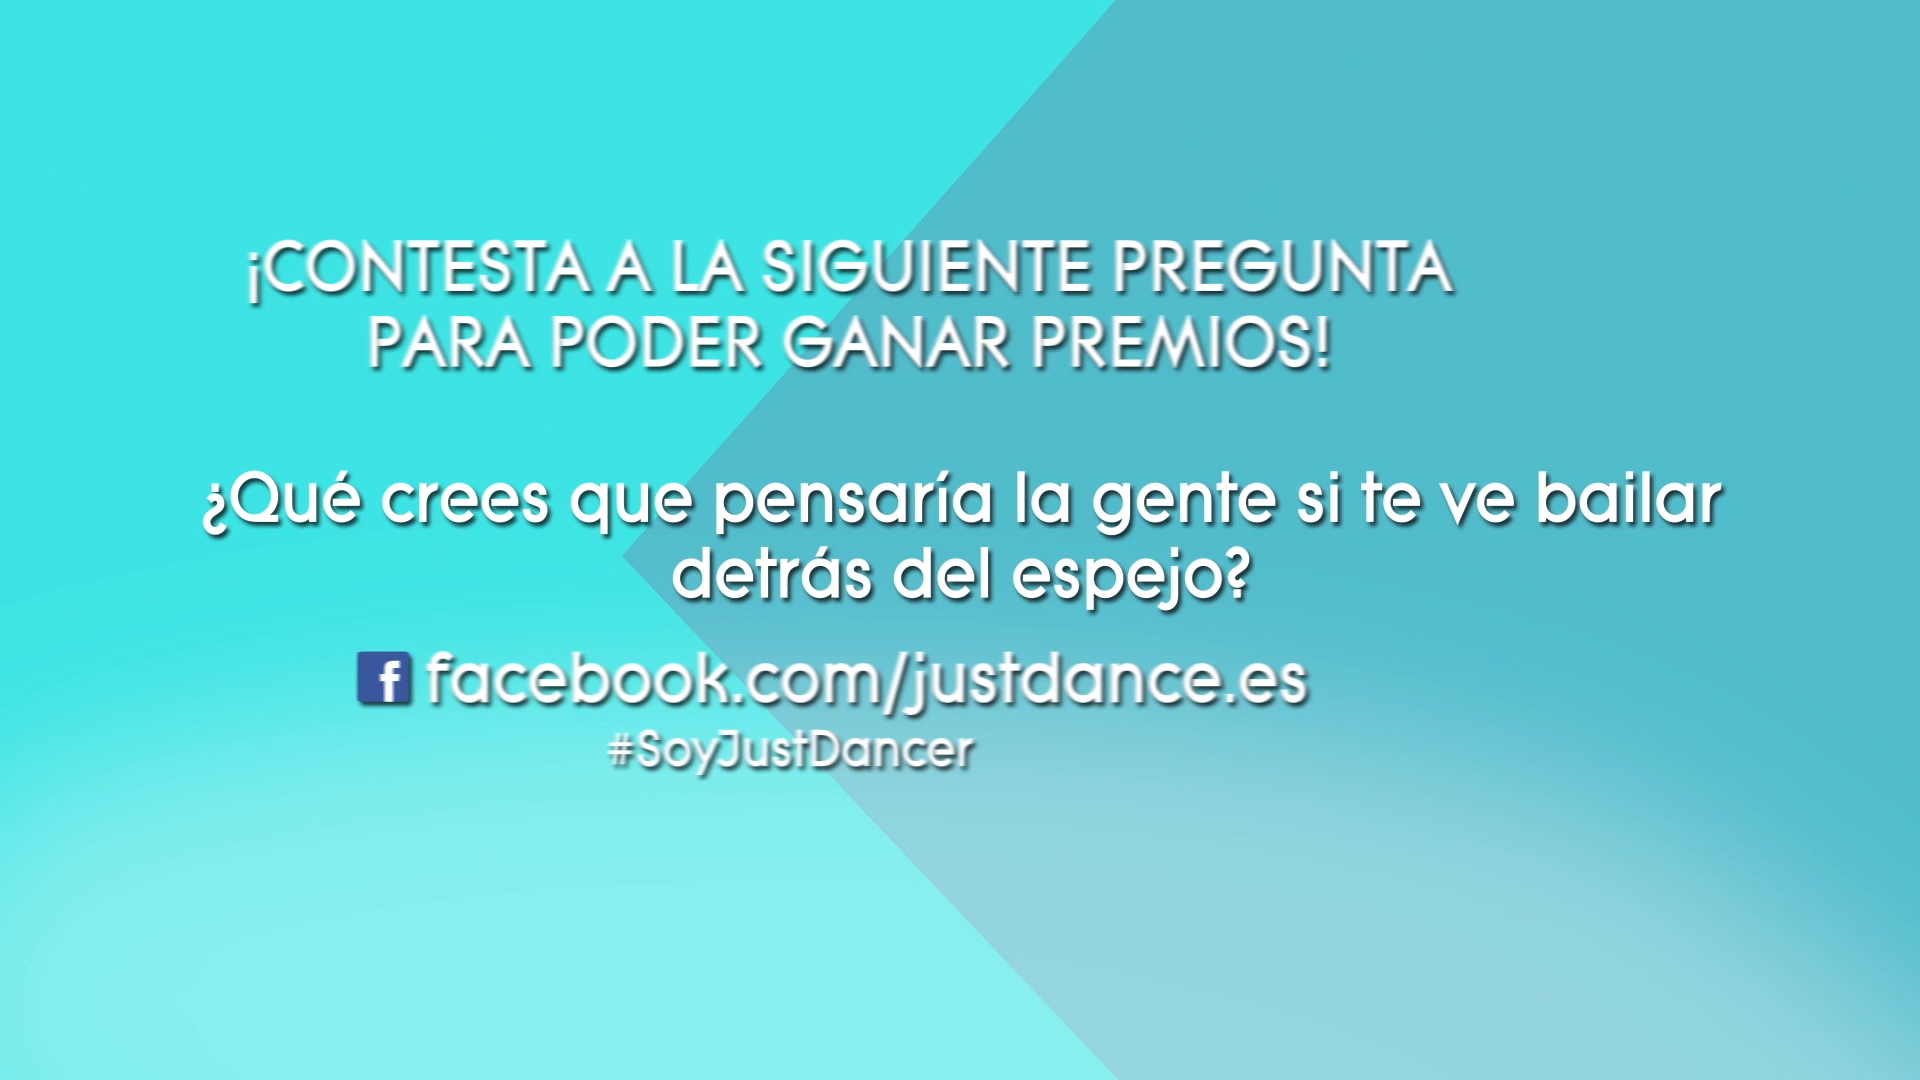 ¡CONTESTA A LA SIGUIENTE PREGUNTA
PARA PODER GANAR PREMIOS!
¿Qué crees que pensaría la gente si te ve bailar
detrás del espejo?
f facebook.com/justdance.es
#SoyJustDancer